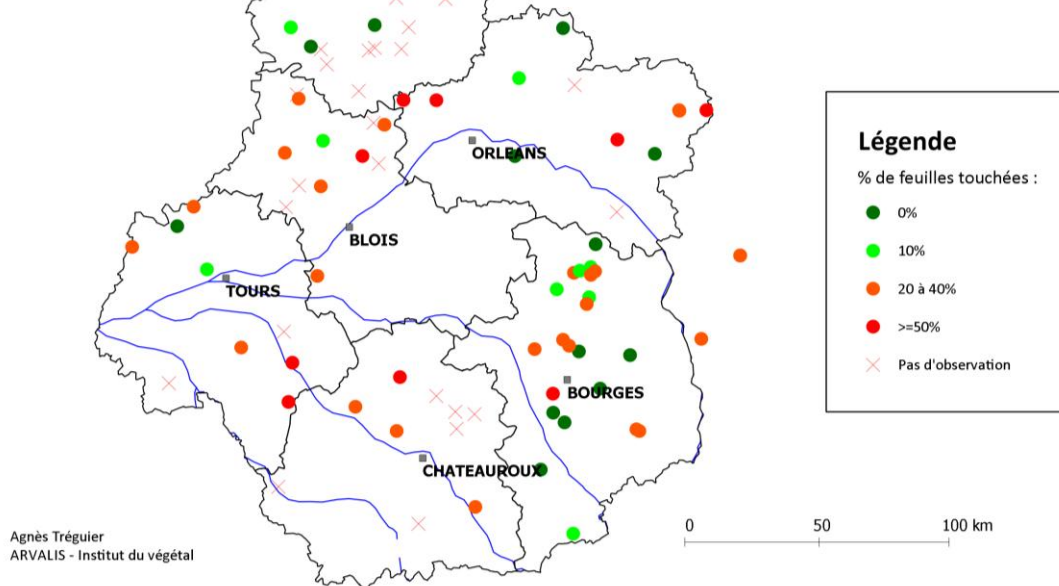 ORLEANS
BLOIS
TOURS
BOURGES
CHATEAUROUX
Légende
% de feuilles touchées :
0%
10%
20 à 40%
>=50%
Pas d'observation
0 50 100 km
Agnès Tréguier
ARVALIS - Institut du végétal